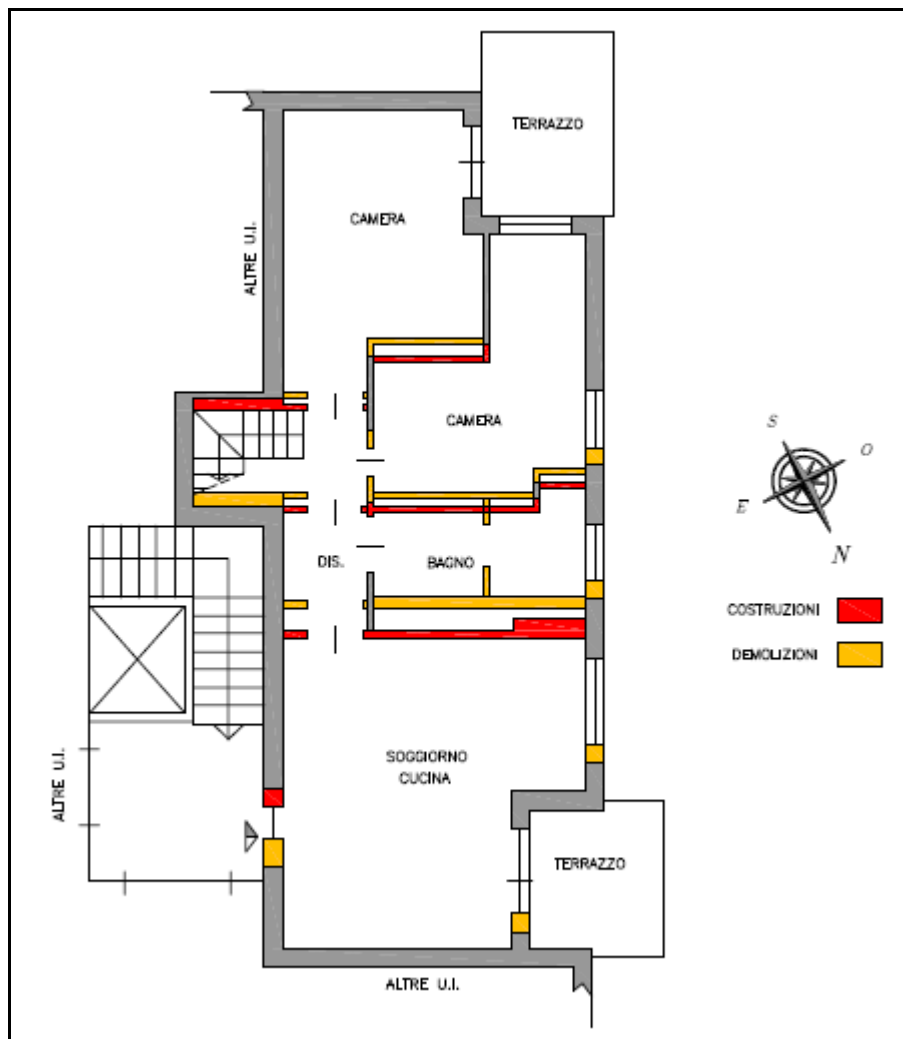 TERRAZZO
CAMERA
ALTRE U.I.
CAMERA
S
O
E
N
DIS.
BAGNO
COSTRUZIONI
DEMOLIZIONI
SOGGIORNO
CUCINA
ALTRE U.I.
TERRAZZO
ALTRE U.I.